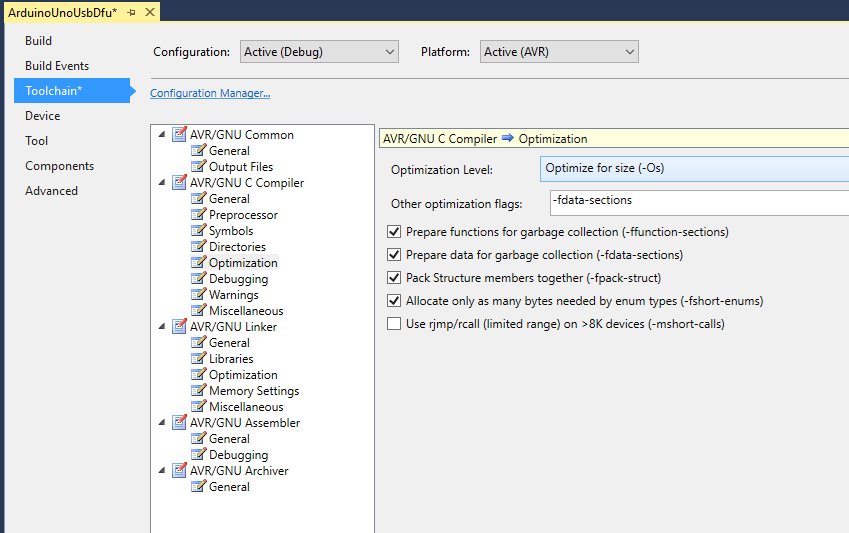 ArduinoUnoUsbDfu*
Build
Build Events
Toolchain*
Device
Tool
Components
Advanced
Configuration: Active (Debug) Platform: Active (AVR)
Configuration Manager...
AVR/GNU Common
General
Output Files
AVR/GNU C Compiler
General
Preprocessor
Symbols
Directories
Optimization
Debugging
Warnings
Miscellaneous
AVR/GNU Linker
General
Libraries
Optimization
Memory Settings
Miscellaneous
AVR/GNU Assembler
General
Debugging
AVR/GNU Archiver
General
AVR/GNU C Compiler Optimization
Optimization Level: Optimize for size (-Os)
Other optimization flags: -fdata-sections
Prepare functions for garbage collection (-ffunction-sections)
Prepare data for garbage collection (-fdata-sections)
Pack Structure members together (-fpack-struct)
Allocate only as many bytes needed by enum types (-fshort-enums)
Use rjmp/rcall (limited range) on >8K devices (-mshort-calls)